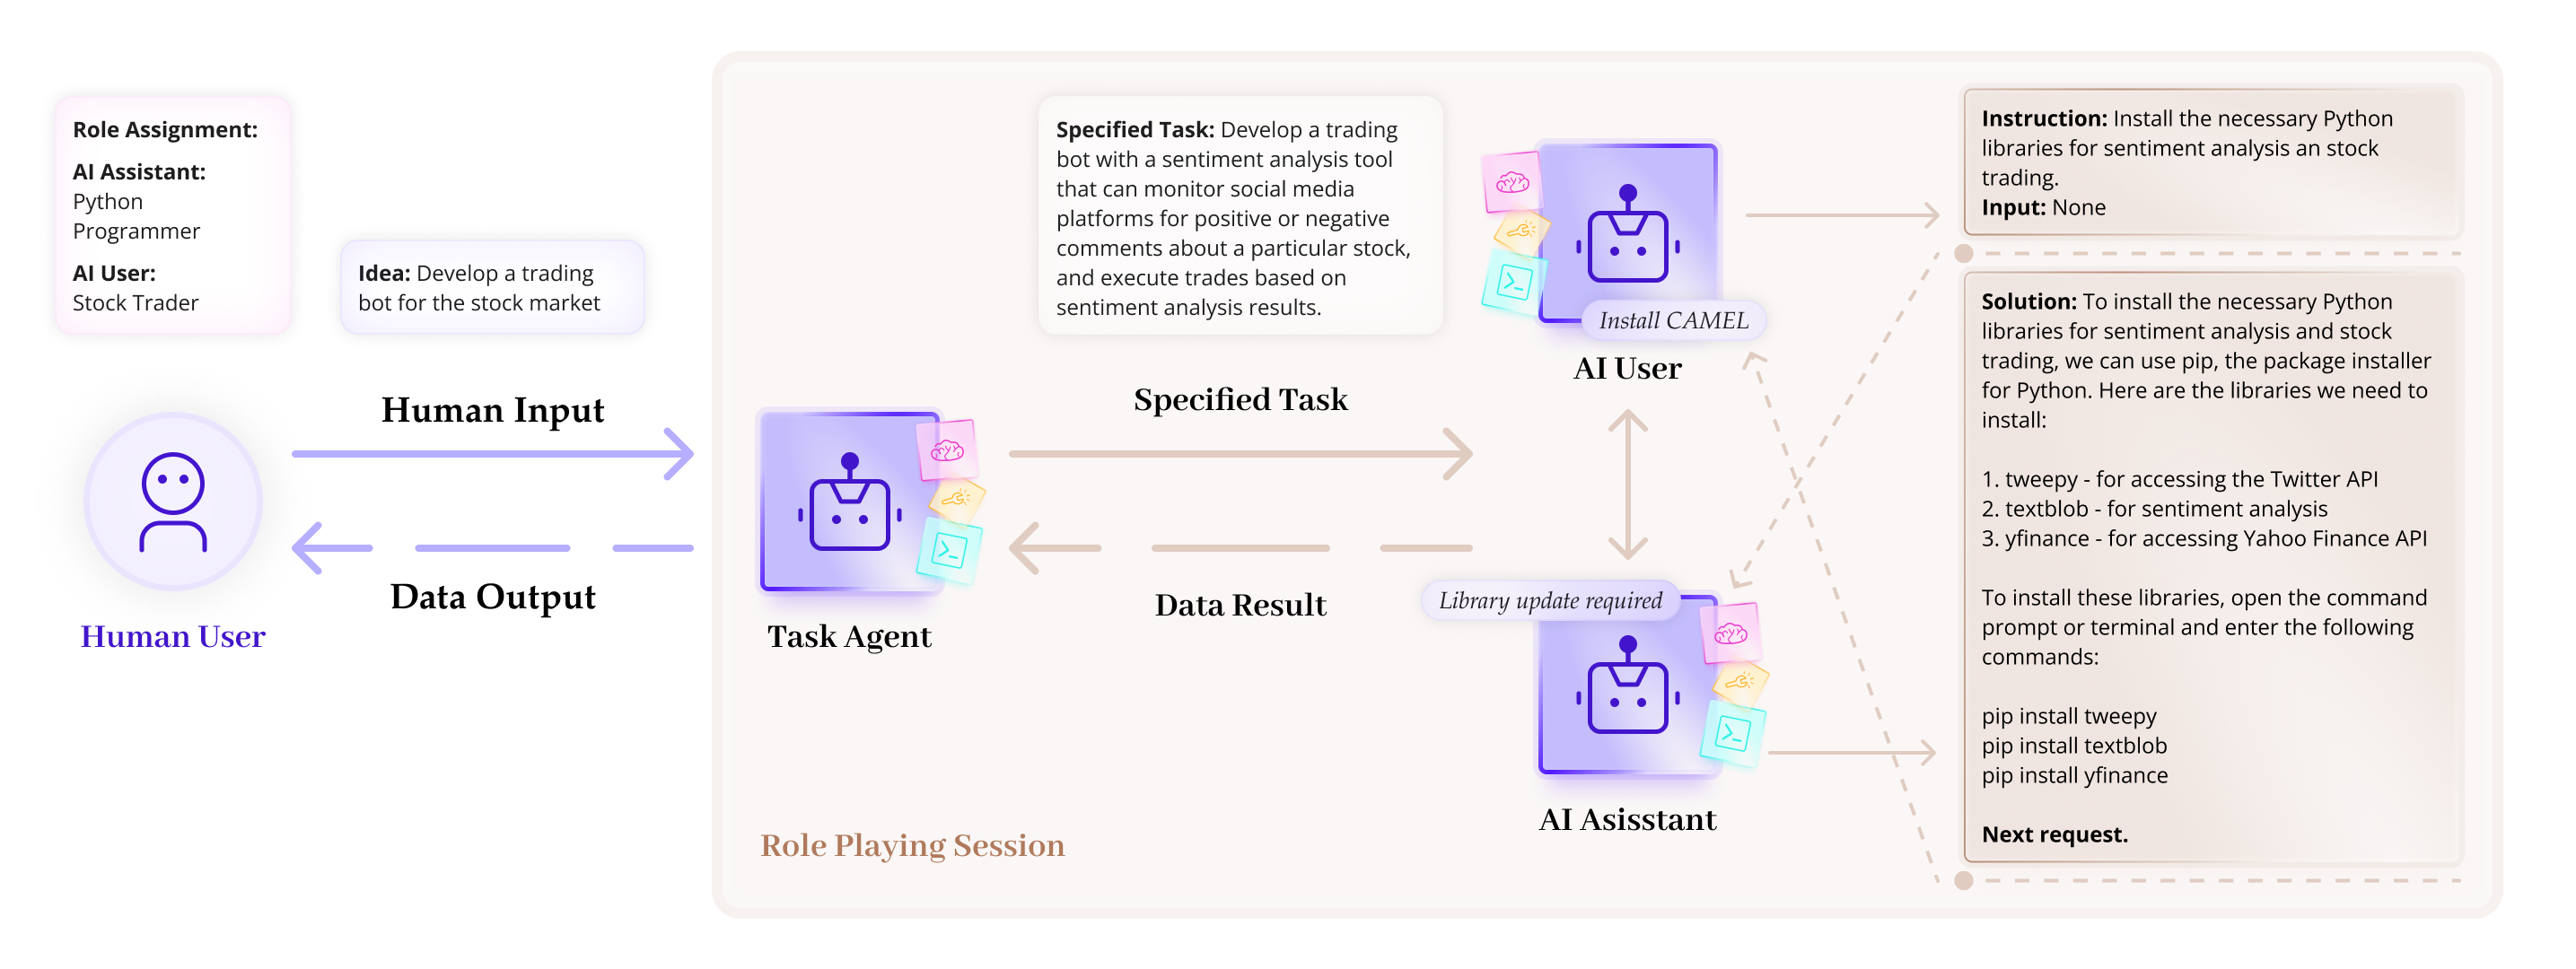 Role Assignment:
AI Assistant:
Python
Programmer
AI User:
Stock Trader
Idea: Develop a trading
bot for the stock market
Human Input
Data Output
Human User
Task Agent
Role Playing Session
Specified Task: Develop a trading
bot with a sentiment analysis tool
that can monitor social media
platforms for positive or negative
comments about a particular stock,
and execute trades based on
sentiment analysis results.
Specified Task
Data Result
Install CAMEL
AI User
Library update required
AI Asisstant
Instruction: Install the necessary Python
libraries for sentiment analysis an stock
trading.
Input: None
Solution: To install the necessary Python
libraries for sentiment analysis and stock
trading, we can use pip, the package installer
for Python. Here are the libraries we need to
install:
1. tweepy - for accessing the Twitter API
2. textblob - for sentiment analysis
3. yfinance - for accessing Yahoo Finance API
To install these libraries, open the command
prompt or terminal and enter the following
commands:
pip install tweepy
pip install textblob
pip install yfinance
Next request.